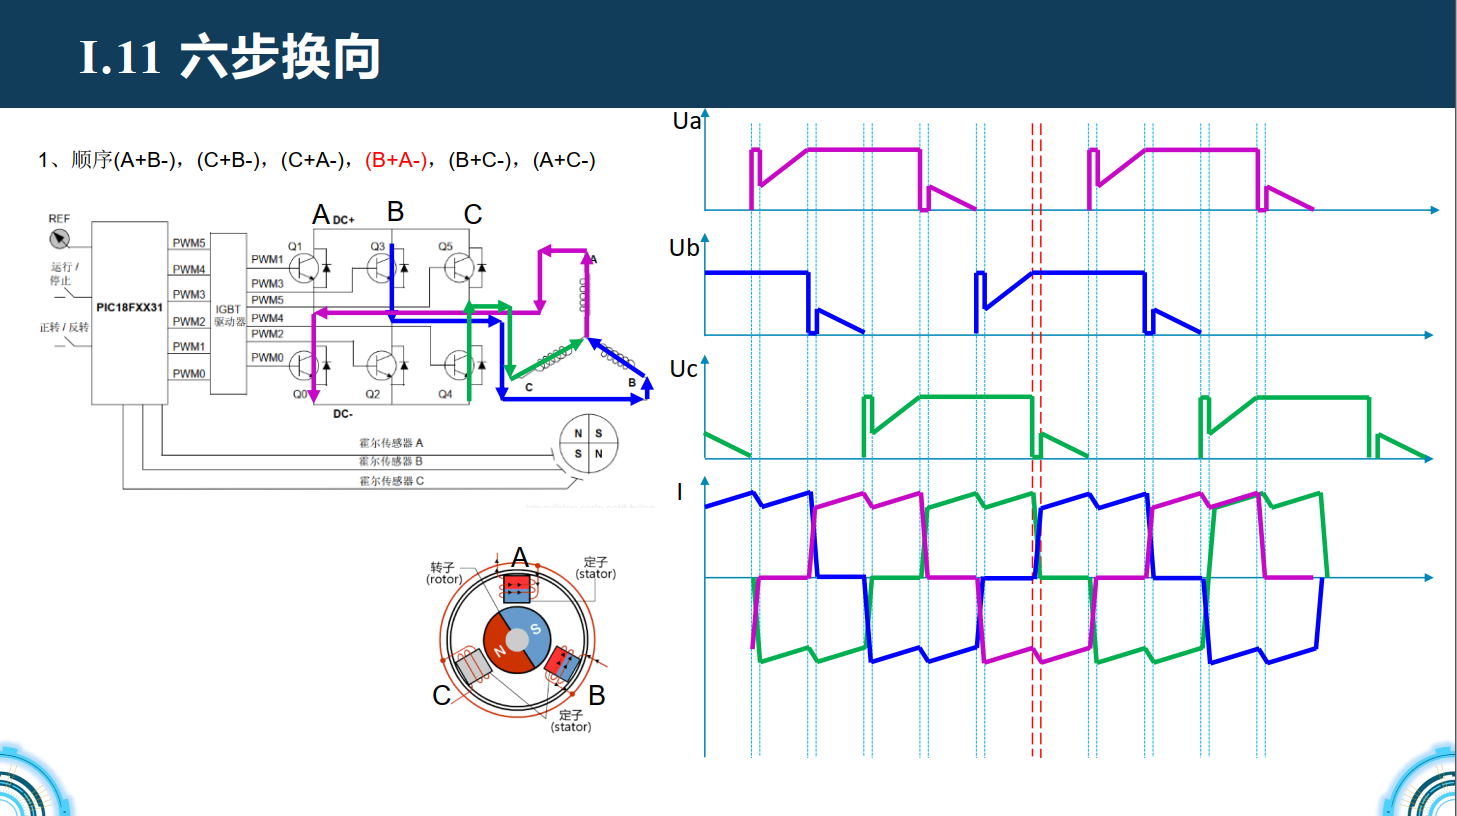 I.11 六步换向
1、顺序(A+B-)，(C+B-)，(C+A-)，(B+A-)，(B+C-)，(A+C-)
REF
运行 /
停止
正转 / 反转
PIC18FXX31
PWM5
PWM4
PWM3
PWM2
PWM1
PWM0
IGBT
驱动器
PWM1
PWM3
PWM5
PWM4
PWM2
PWM0
A DC+ B C
Q1 Q3 Q5
Q0 Q2 Q4
DC-
A
B
C
霍尔传感器 A
霍尔传感器 B
霍尔传感器 C
N S
S N
转子
(rotor)
A
定子
(stator)
S
N
C
B
定子
(stator)
Ua
Ub
Uc
I